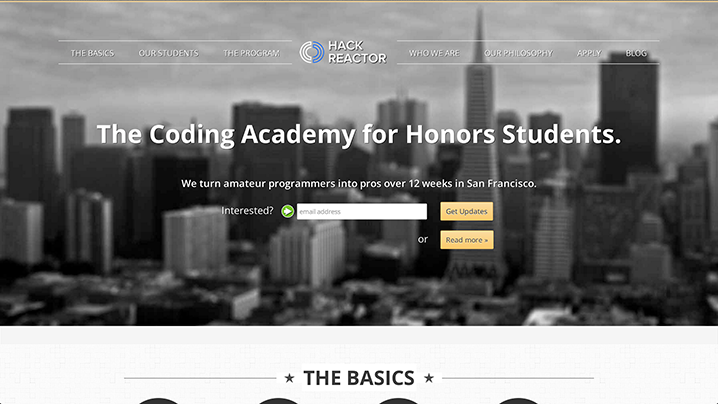 THE BASICS OUR STUDENTS THE PROGRAM HACK REACTOR WHO WE ARE OUR PHILOSOPHY APPLY BLOG
The Coding Academy for Honors Students.
We turn amateur programmers into pros over 12 weeks in San Francisco.
Interested? email address Get Updates
or Read more »
★ THE BASICS ★